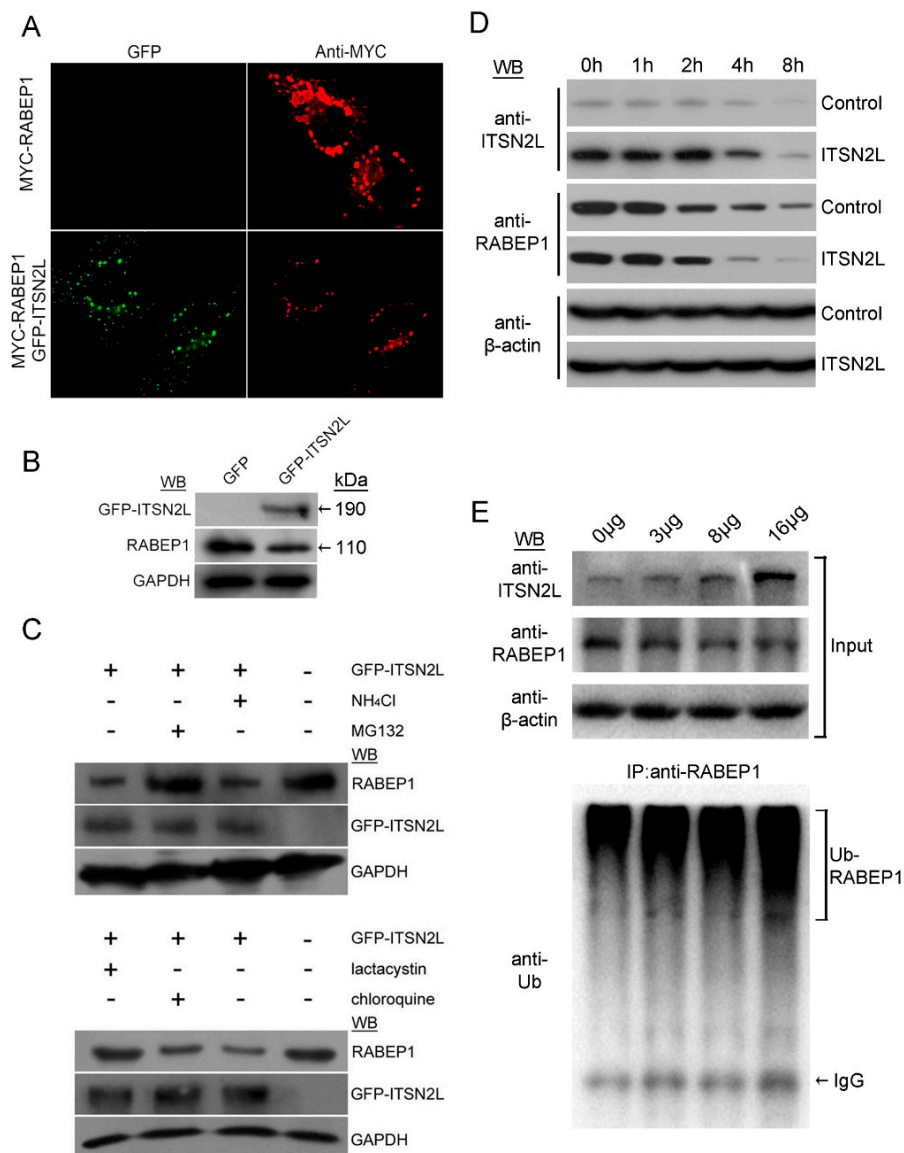 A
GFP
Anti-MYC
MYC-RABEP1
MYC-RABEP1
GFP-ITSN2L
B
WB
GFP
GFP-ITSN2L
kDa
GFP-ITSN2L
← 190
RABEP1
← 110
GAPDH
C
+ + + - GFP-ITSN2L
- - + - NH₄Cl
- + - - MG132
WB
RABEP1
GFP-ITSN2L
GAPDH
+ + + - GFP-ITSN2L
+ - - - lactacystin
- + - - chloroquine
WB
RABEP1
GFP-ITSN2L
GAPDH
D
WB
0h 1h 2h 4h 8h
anti-
ITSN2L
Control
ITSN2L
anti-
RABEP1
Control
ITSN2L
anti-
β-actin
Control
ITSN2L
E
WB
0μg 3μg 8μg 16μg
anti-
ITSN2L
anti-
RABEP1
anti-
β-actin
Input
IP:anti-RABEP1
Ub-
RABEP1
anti-
Ub
← IgG